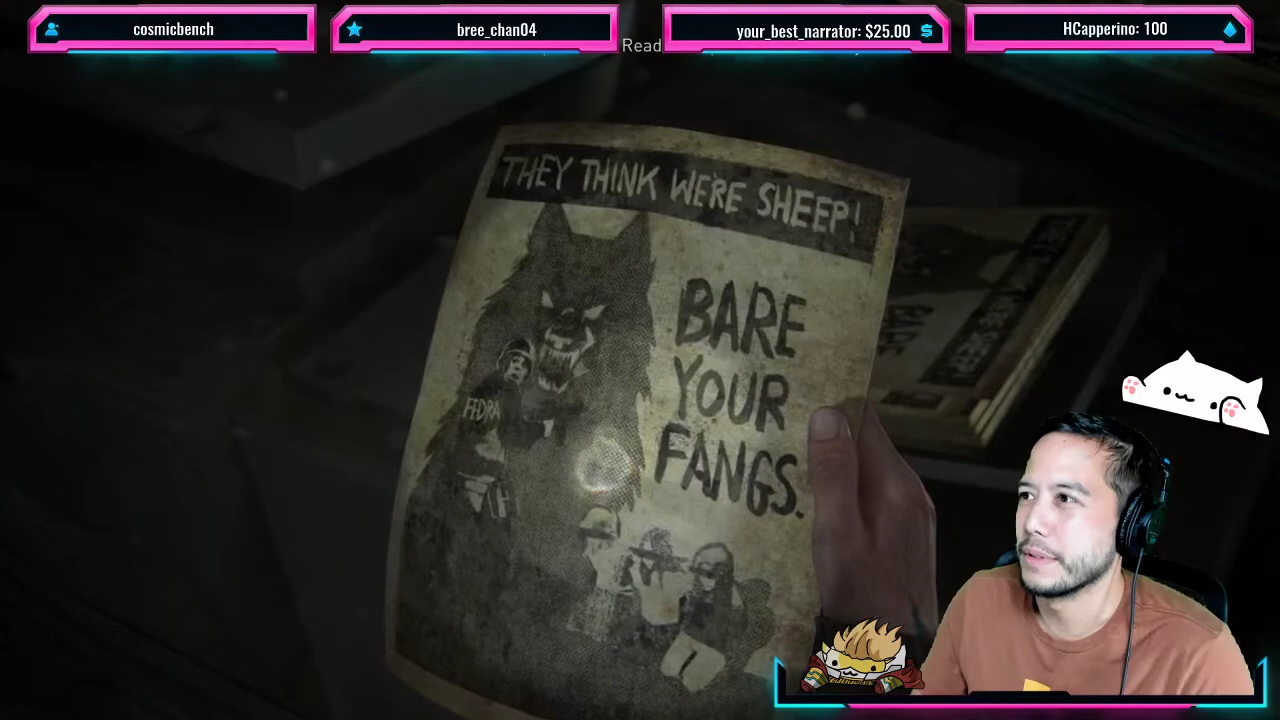 cosmicbench
bree_chan04
your_best_narrator: $25.00
HCapperino: 100
Read
THEY THINK WE'RE SHEEP!
BARE
YOUR
FANGS.
FEDRA